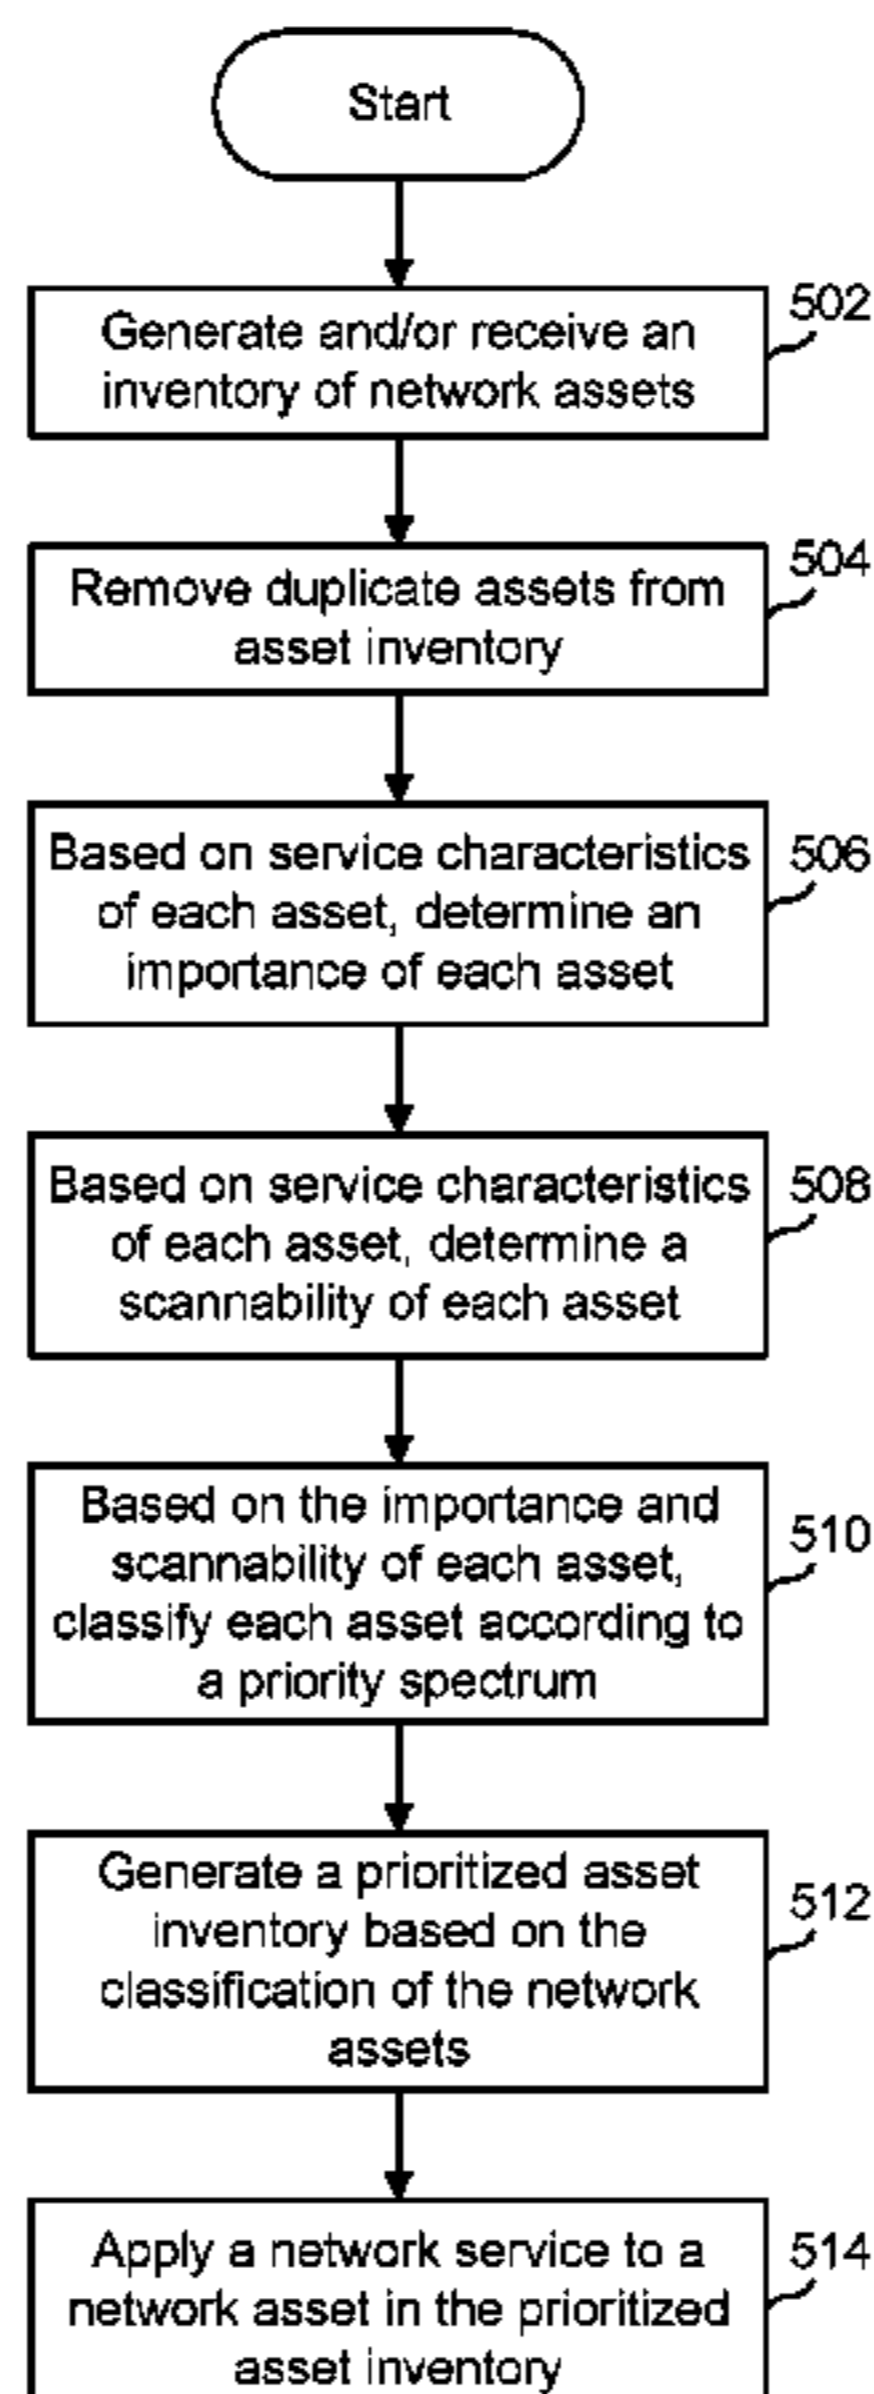 Start
502
Generate and/or receive an
inventory of network assets
504
Remove duplicate assets from
asset inventory
506
Based on service characteristics
of each asset, determine an
importance of each asset
508
Based on service characteristics
of each asset, determine a
scannability of each asset
510
Based on the importance and
scannability of each asset,
classify each asset according to
a priority spectrum
512
Generate a prioritized asset
inventory based on the
classification of the network
assets
514
Apply a network service to a
network asset in the prioritized
asset inventory